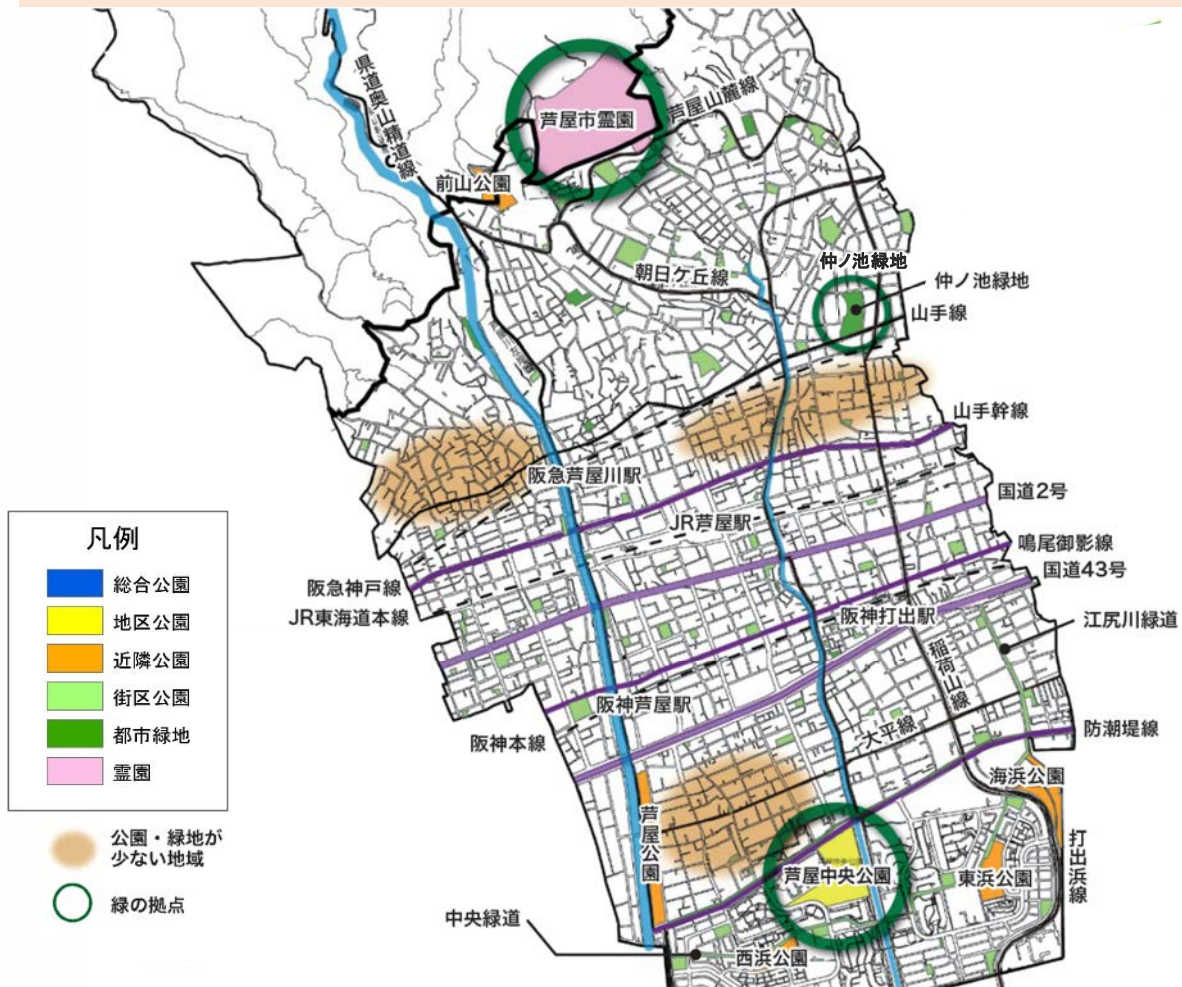 県道奥山精道線
芦屋市霊園
芦屋山麓線
前山公園
朝日ケ丘線
仲ノ池緑地
仲ノ池緑地
山手線
山手幹線
阪急芦屋川駅
国道2号
JR芦屋駅
鳴尾御影線
国道43号
阪急神戸線
JR東海道本線
阪神打出駅
江尻川緑道
稲荷山線
阪神芦屋駅
大平線
阪神本線
防潮堤線
海浜公園
芦屋公園
打出浜線
芦屋中央公園
東浜公園
中央緑道
西浜公園
凡例
総合公園
地区公園
近隣公園
街区公園
都市緑地
霊園
公園・緑地が
少ない地域
緑の拠点